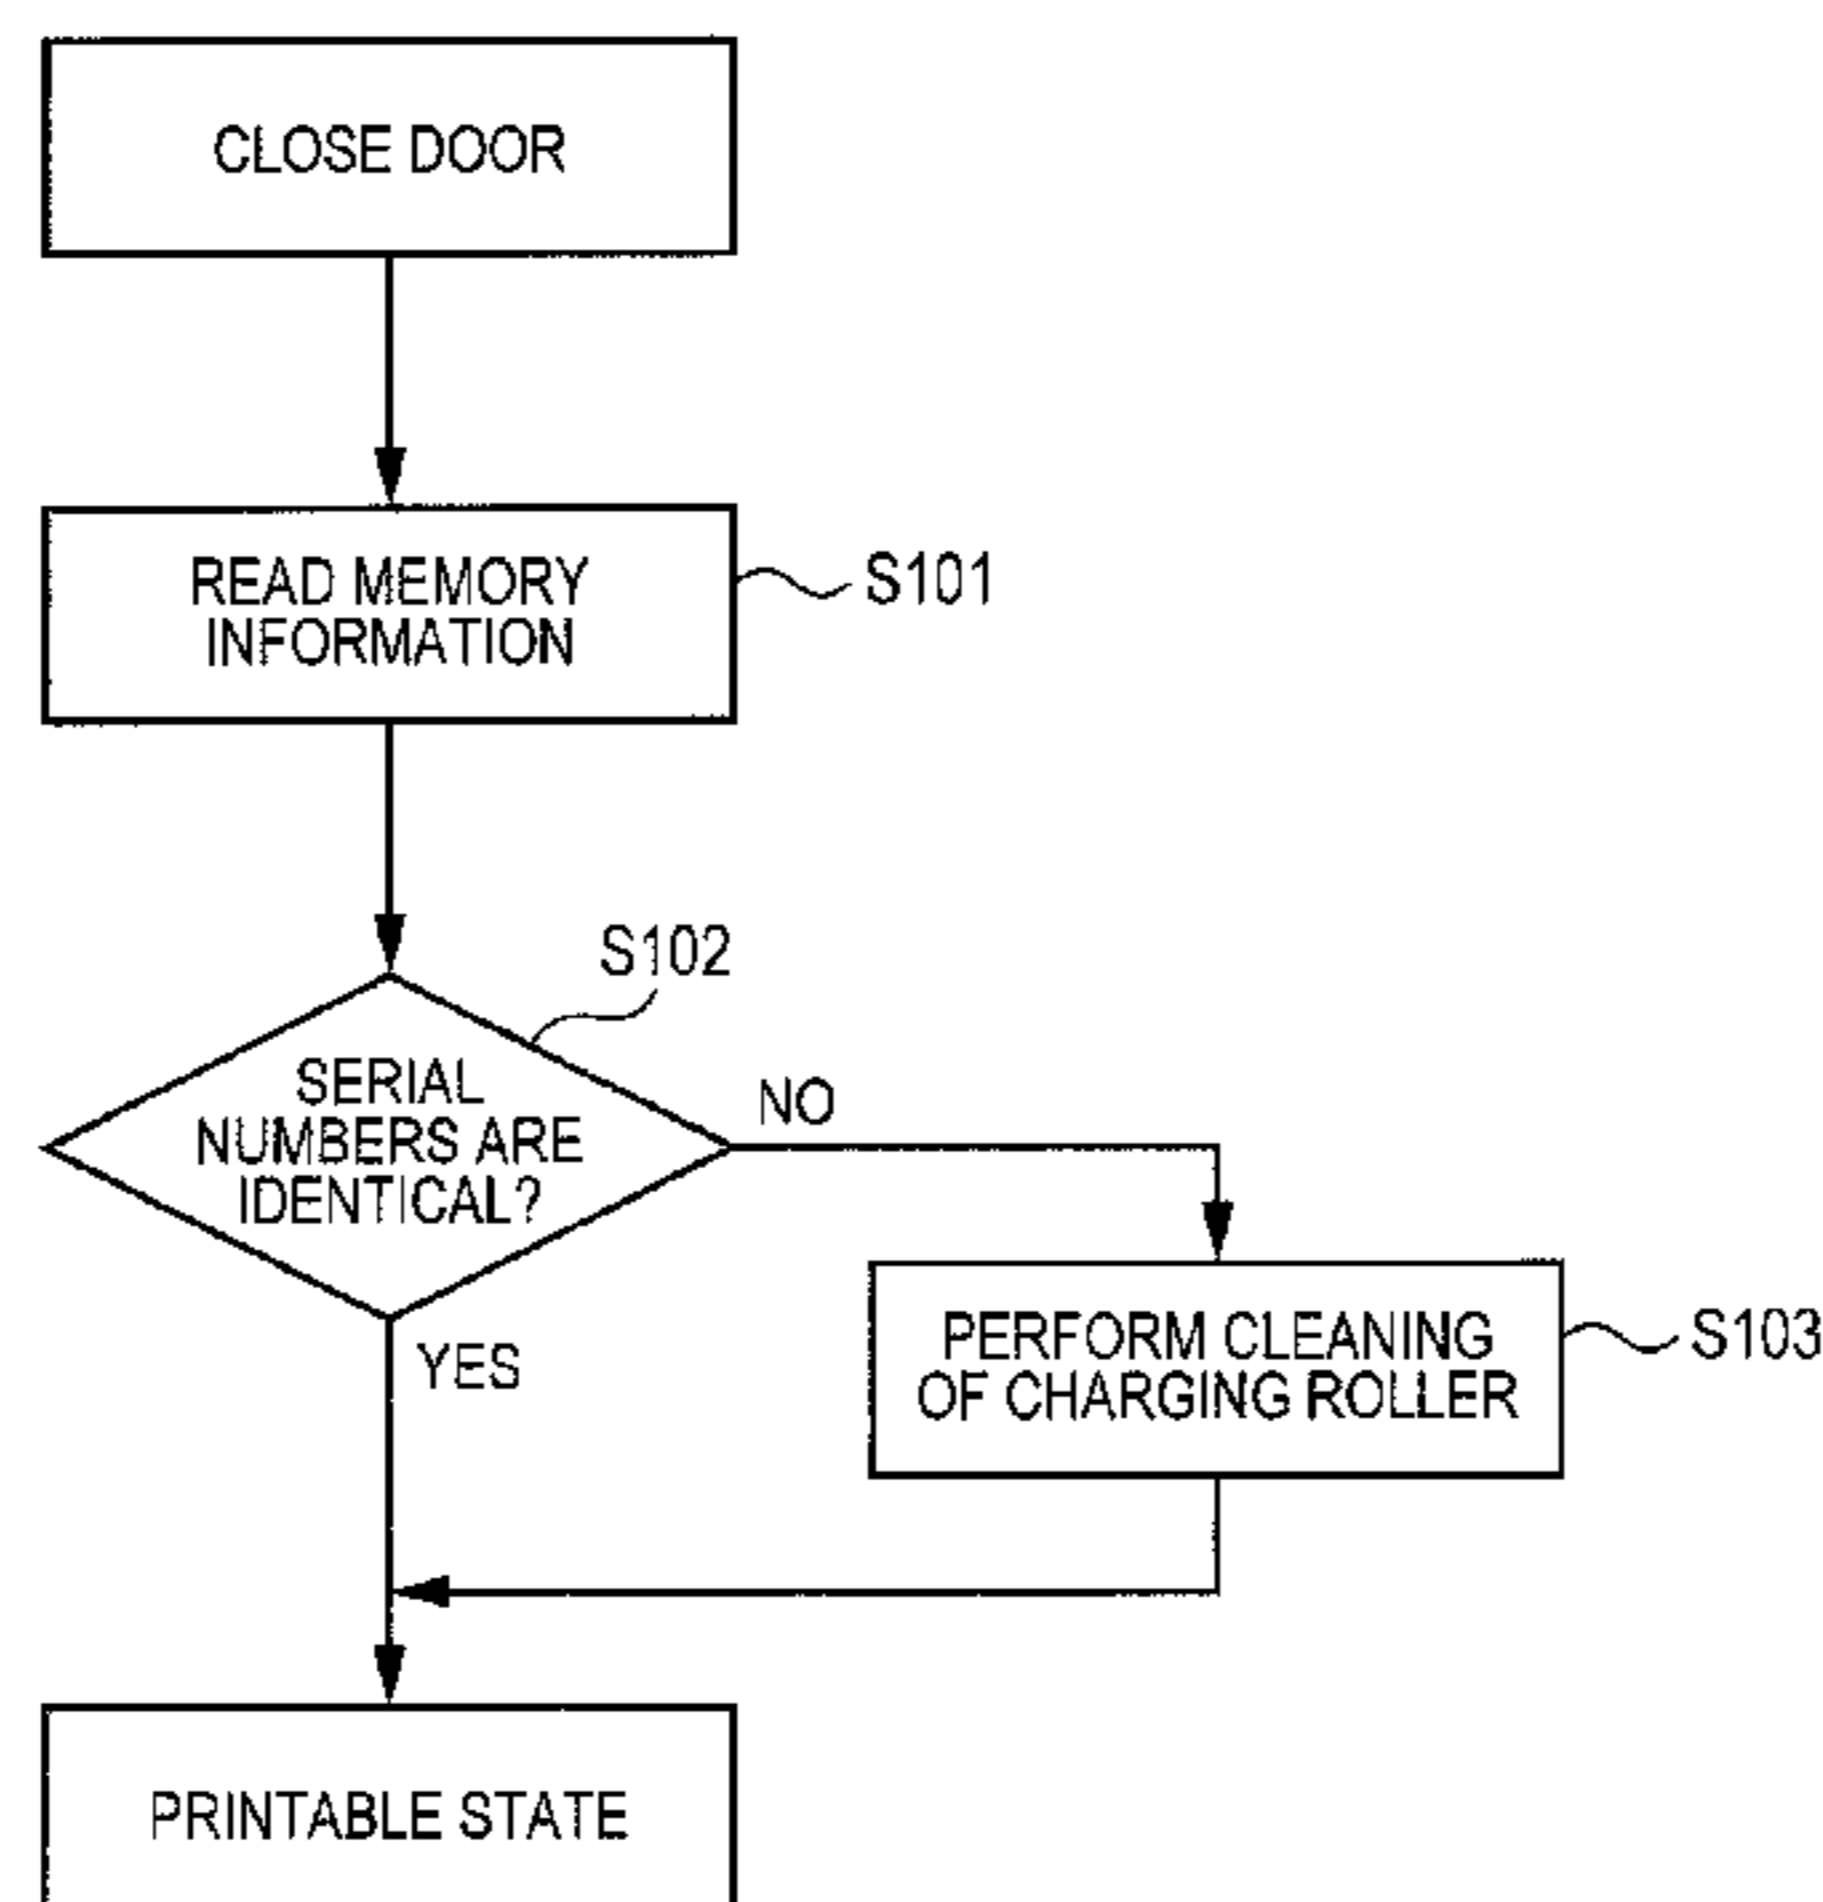 CLOSE DOOR
READ MEMORY
INFORMATION
S101
S102
SERIAL
NUMBERS ARE
IDENTICAL?
NO
YES
PERFORM CLEANING
OF CHARGING ROLLER
S103
PRINTABLE STATE